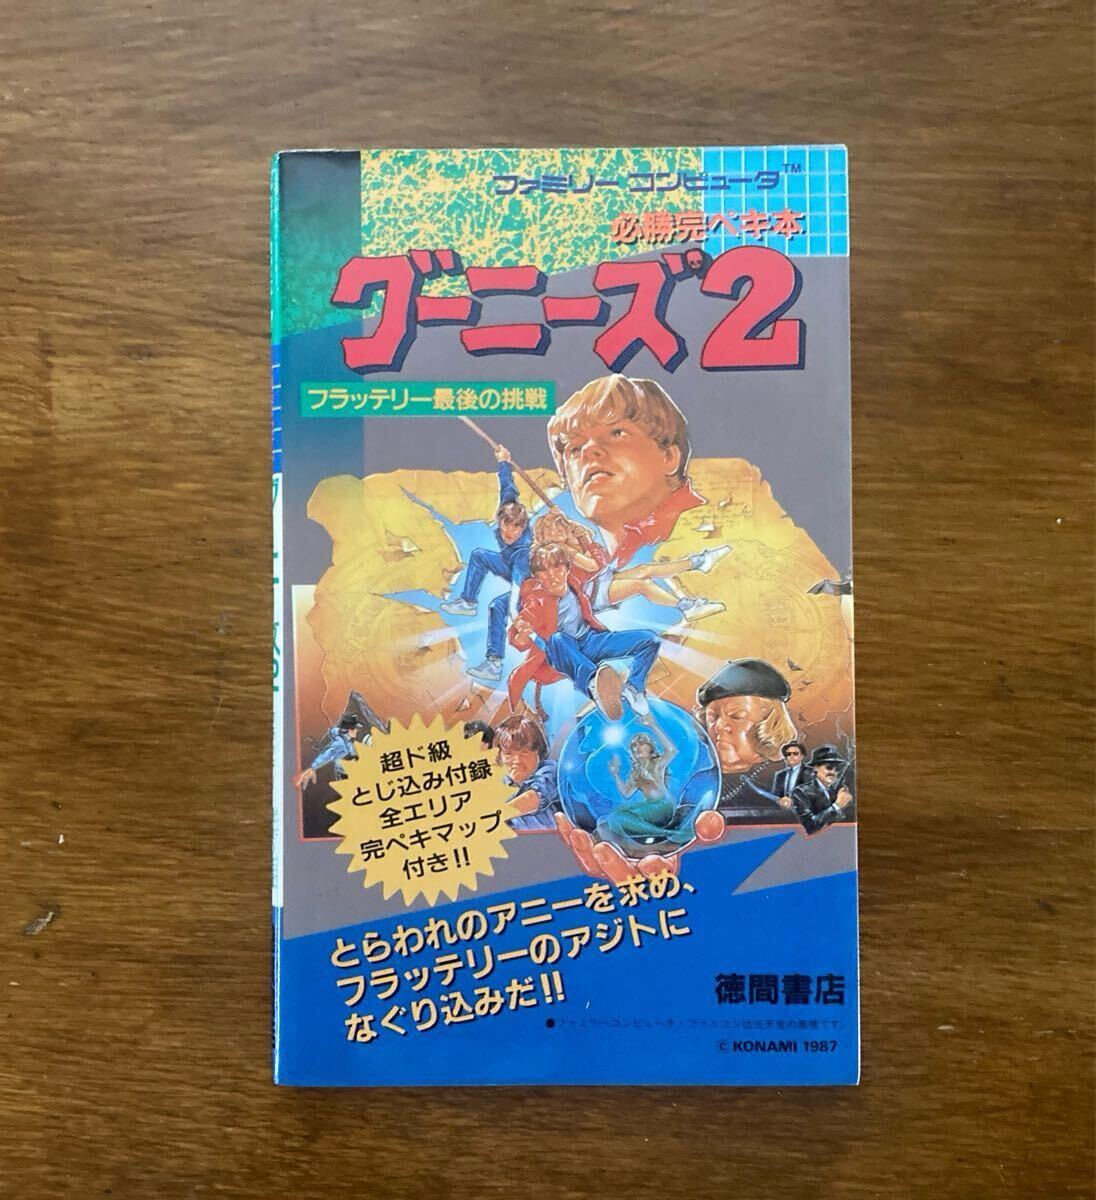 ファミリー コンピュータ™
必勝完ペキ本
グーニーズ2
フラッテリー最後の挑戦
超ド級
とじ込み付録
全エリア
完ペキマップ
付き!!
とらわれのアニーを求め、
フラッテリーのアジトに
なぐり込みだ!!
徳間書店
●ファミリーコンピュータ・ファミコンは任天堂の商標です。
© KONAMI 1987